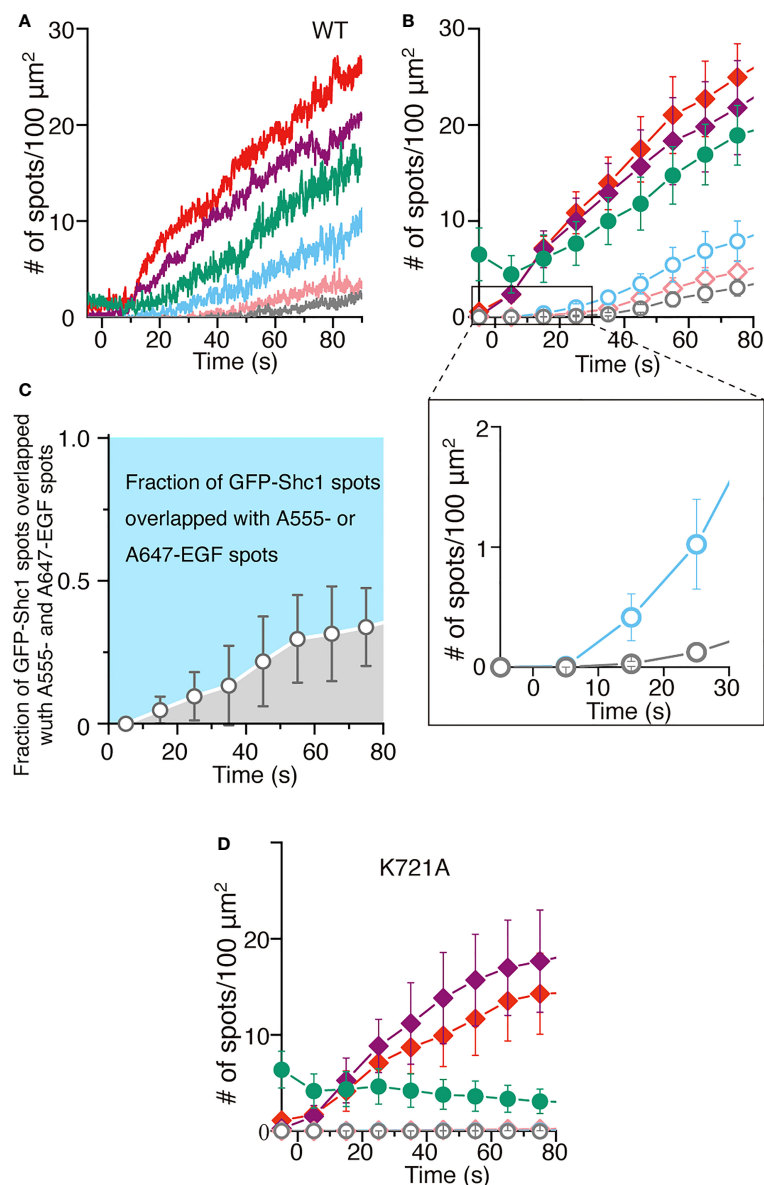 A
WT
# of spots/100 µm2
30
20
10
0
0
20
40
60
80
Time (s)
B
# of spots/100 µm2
30
20
10
0
0
20
40
60
80
Time (s)
C
Fraction of GFP-Shc1 spots overlapped
wuth A555- and A647-EGF spots
1.0
0.5
0
Fraction of GFP-Shc1 spots
overlapped with A555- or
A647-EGF spots
0
20
40
60
80
Time (s)
# of spots/100 µm2
2
1
0
0
10
20
30
Time (s)
D
K721A
# of spots/100 µm2
20
10
0
0
20
40
60
80
Time (s)